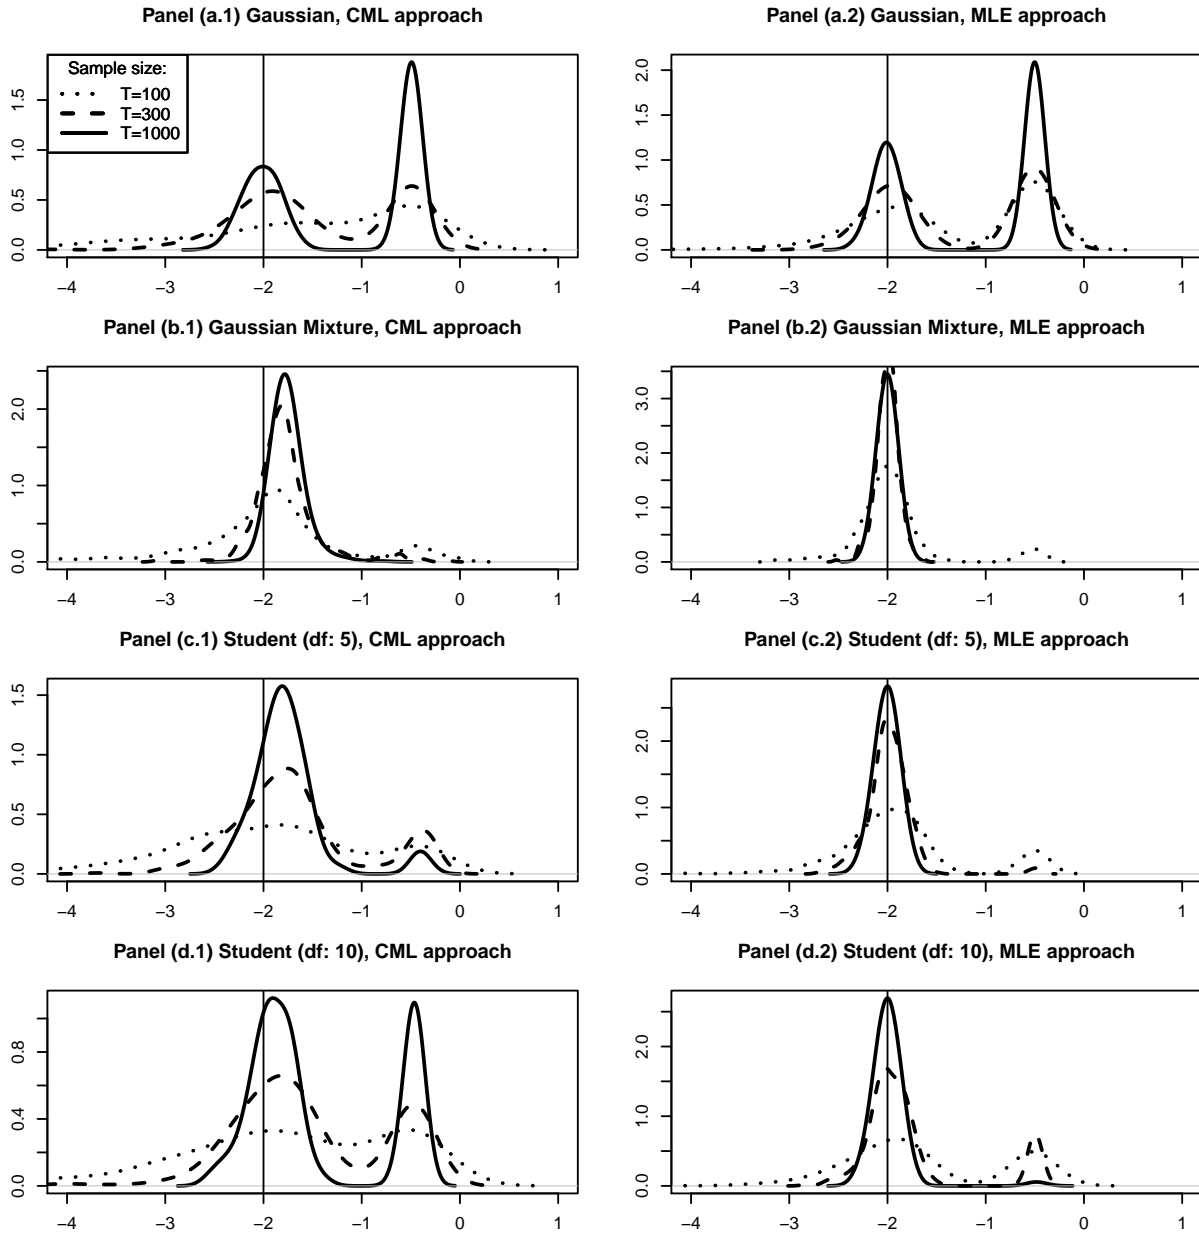 Panel (a.1) Gaussian, CML approach
Sample size:
T=100
T=300
T=1000
0.0 0.5 1.0 1.5
−4 −3 −2 −1 0 1
Panel (a.2) Gaussian, MLE approach
0.0 0.5 1.0 1.5 2.0
−4 −3 −2 −1 0 1
Panel (b.1) Gaussian Mixture, CML approach
0.0 1.0 2.0
−4 −3 −2 −1 0 1
Panel (b.2) Gaussian Mixture, MLE approach
0.0 1.0 2.0 3.0
−4 −3 −2 −1 0 1
Panel (c.1) Student (df: 5), CML approach
0.0 0.5 1.0 1.5
−4 −3 −2 −1 0 1
Panel (c.2) Student (df: 5), MLE approach
0.0 1.0 2.0
−4 −3 −2 −1 0 1
Panel (d.1) Student (df: 10), CML approach
0.0 0.4 0.8
−4 −3 −2 −1 0 1
Panel (d.2) Student (df: 10), MLE approach
0.0 1.0 2.0
−4 −3 −2 −1 0 1